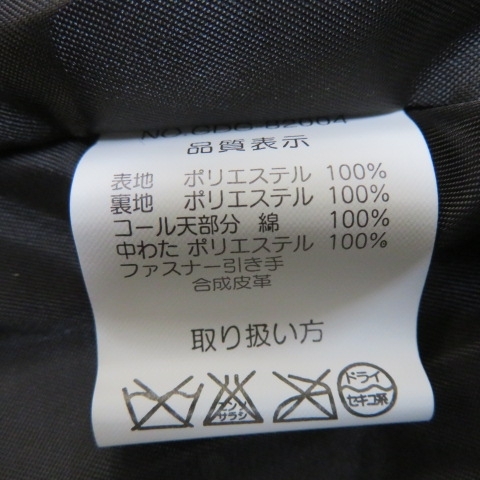 品質表示
表地 ポリエステル 100%
裏地 ポリエステル 100%
コール天部分 綿 100%
中わた ポリエステル 100%
ファスナー引き手
合成皮革
取り扱い方
エンソ
サラシ
ドライ
セキユ系